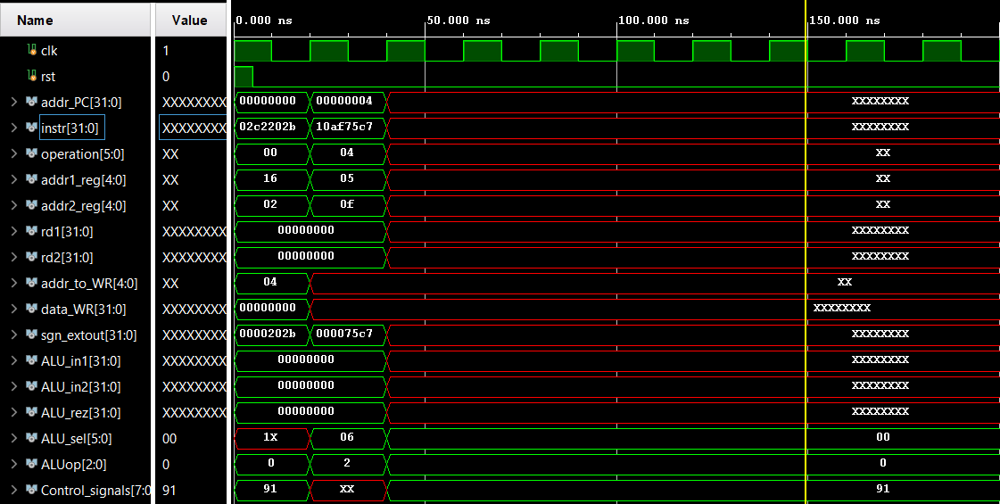 Name Value 0.000 ns 50.000 ns 100.000 ns 150.000 ns
clk 1
rst 0
addr_PC[31:0] XXXXXXXX 00000000 00000004 XXXXXXXX
instr[31:0] XXXXXXXX 02c2202b 10af75c7 XXXXXXXX
operation[5:0] XX 00 04 XX
addr1_reg[4:0] XX 16 05 XX
addr2_reg[4:0] XX 02 0f XX
rd1[31:0] XXXXXXXX 00000000 XXXXXXXX
rd2[31:0] XXXXXXXX 00000000 XXXXXXXX
addr_to_WR[4:0] XX 04 XX
data_WR[31:0] XXXXXXXX 00000000 XXXXXXXX
sgn_extout[31:0] XXXXXXXX 0000202b 000075c7 XXXXXXXX
ALU_in1[31:0] XXXXXXXX 00000000 XXXXXXXX
ALU_in2[31:0] XXXXXXXX 00000000 XXXXXXXX
ALU_rez[31:0] XXXXXXXX 00000000 XXXXXXXX
ALU_sel[5:0] 00 1X 06 00
ALUop[2:0] 0 0 2 0
Control_signals[7:0 91 91 XX 91